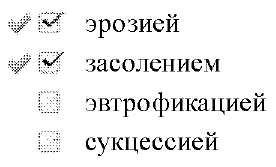 эрозией
засолением
эвтрофикацией
сукцессией